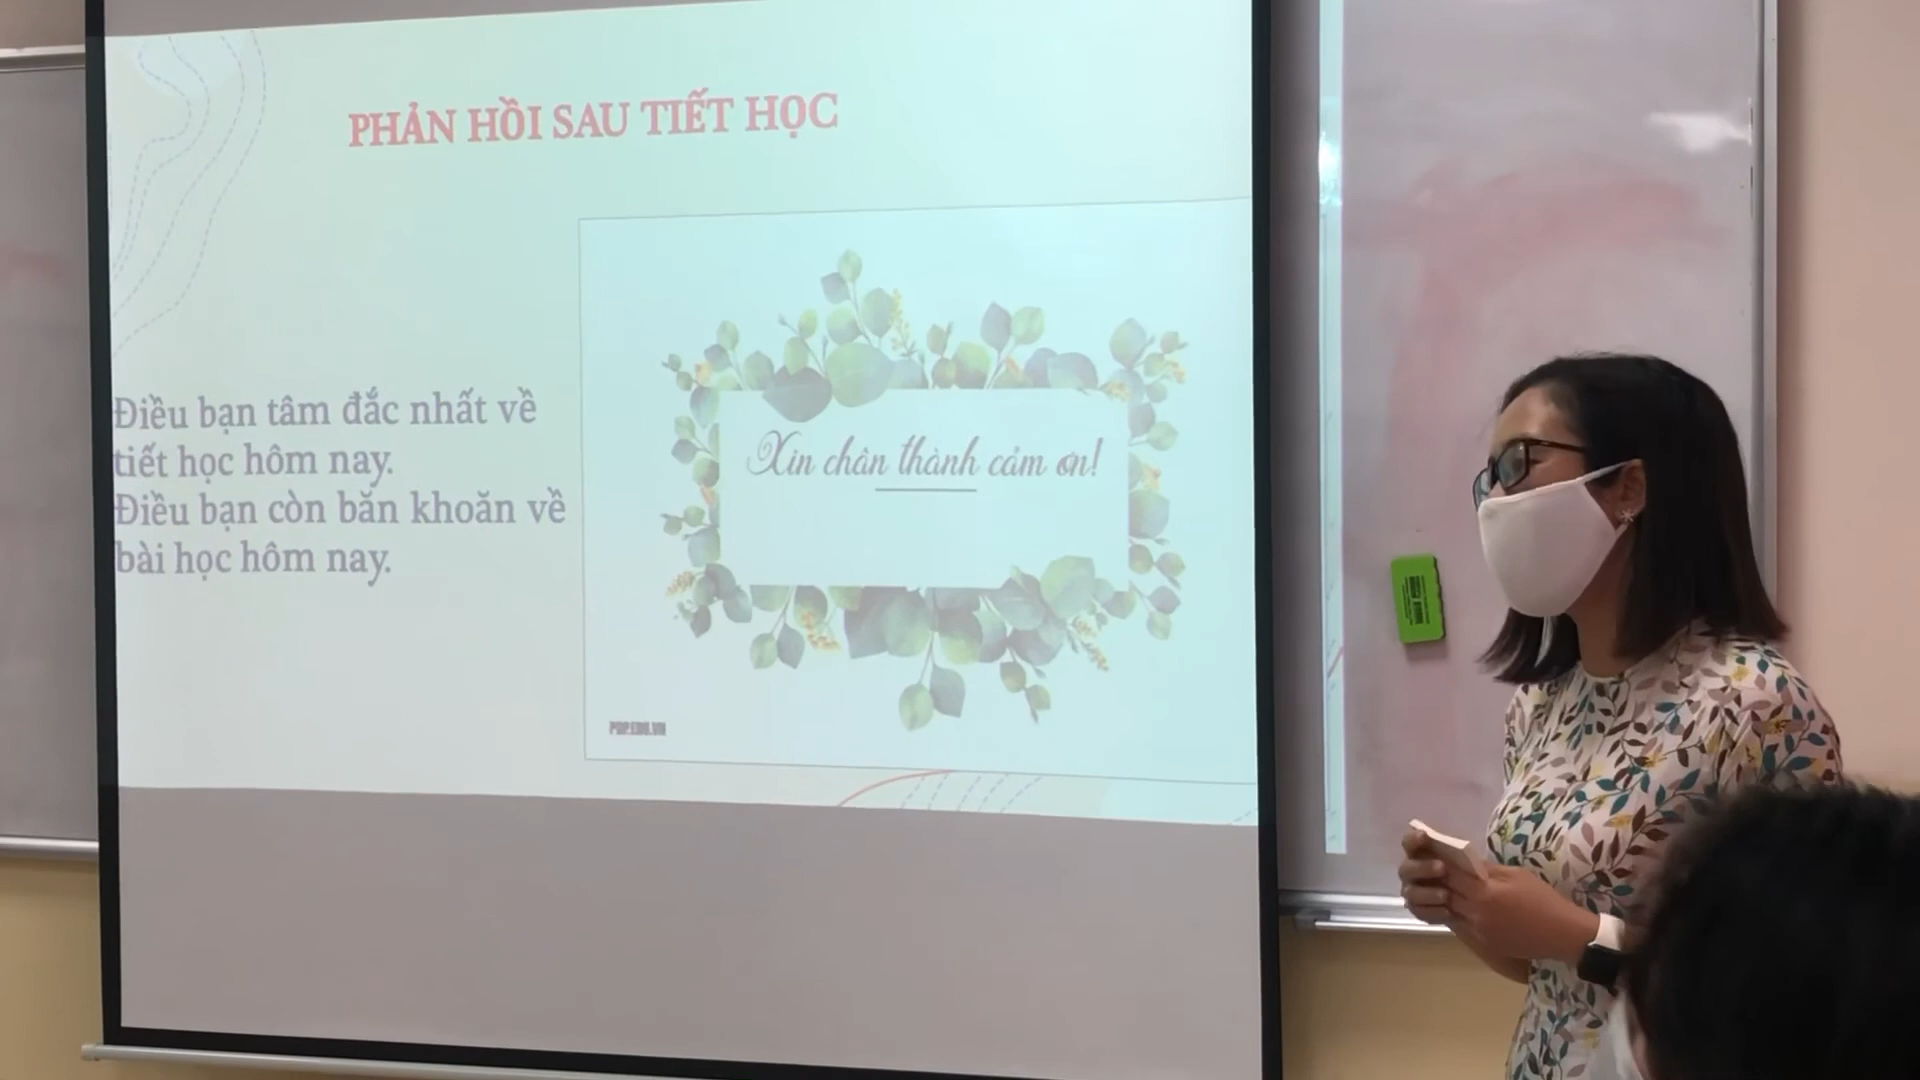 PHẢN HỒI SAU TIẾT HỌC
Điều bạn tâm đắc nhất về
tiết học hôm nay.
Điều bạn còn băn khoăn về
bài học hôm nay.
Xin chân thành cảm ơn!